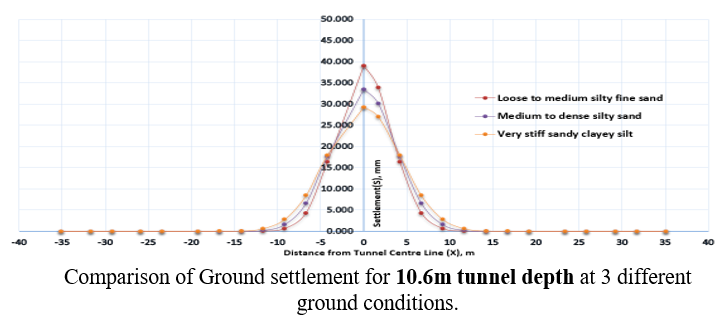 50.000
45.000
40.000
35.000
30.000
25.000
20.000
15.000
10.000
5.000
0.000
Settlement(S), mm
Loose to medium silty fine sand
Medium to dense silty sand
Very stiff sandy clayey silt
-40 -35 -30 -25 -20 -15 -10 -5 0 5 10 15 20 25 30 35 40
Distance from Tunnel Centre Line (X), m
Comparison of Ground settlement for 10.6m tunnel depth at 3 different
ground conditions.